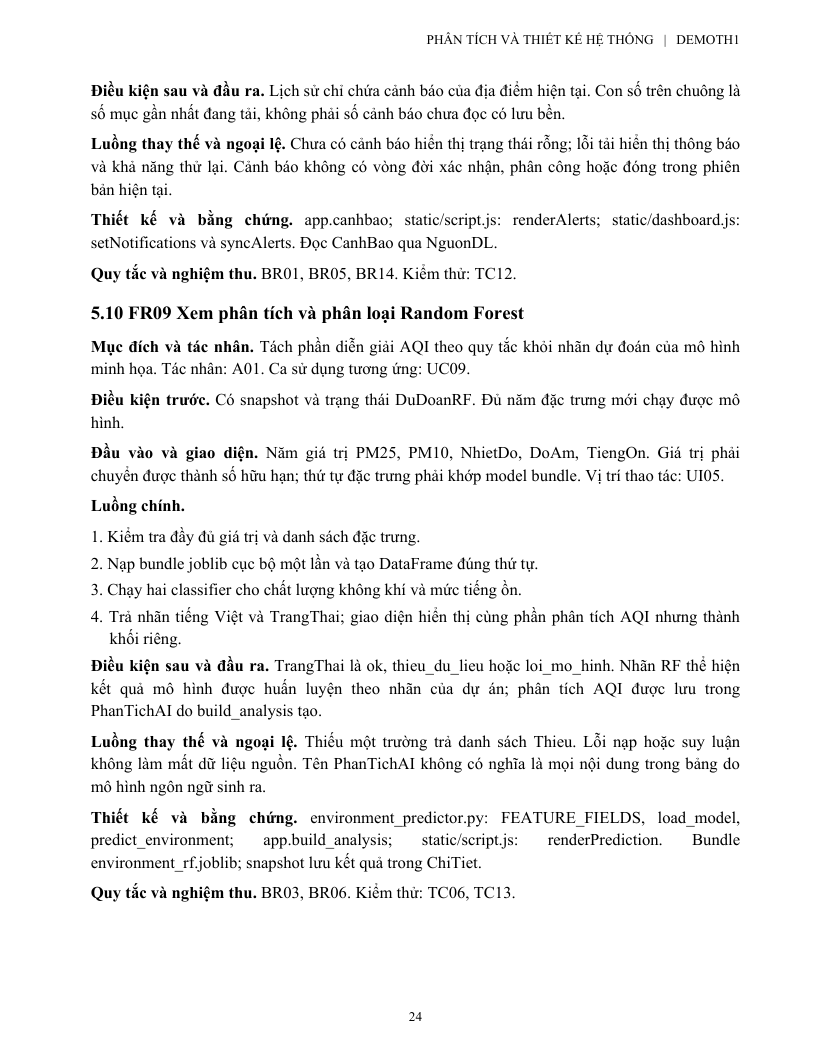 PHÂN TÍCH VÀ THIẾT KẾ HỆ THỐNG | DEMOTH1
Điều kiện sau và đầu ra. Lịch sử chỉ chứa cảnh báo của địa điểm hiện tại. Con số trên chuông là
số mục gần nhất đang tải, không phải số cảnh báo chưa đọc có lưu bền.
Luồng thay thế và ngoại lệ. Chưa có cảnh báo hiển thị trạng thái rỗng; lỗi tải hiển thị thông báo
và khả năng thử lại. Cảnh báo không có vòng đời xác nhận, phân công hoặc đóng trong phiên
bản hiện tại.
Thiết kế và bằng chứng. app.canhbao; static/script.js: renderAlerts; static/dashboard.js:
setNotifications và syncAlerts. Đọc CanhBao qua NguonDL.
Quy tắc và nghiệm thu. BR01, BR05, BR14. Kiểm thử: TC12.
5.10 FR09 Xem phân tích và phân loại Random Forest
Mục đích và tác nhân. Tách phần diễn giải AQI theo quy tắc khỏi nhãn dự đoán của mô hình
minh họa. Tác nhân: A01. Ca sử dụng tương ứng: UC09.
Điều kiện trước. Có snapshot và trạng thái DuDoanRF. Đủ năm đặc trưng mới chạy được mô
hình.
Đầu vào và giao diện. Năm giá trị PM25, PM10, NhietDo, DoAm, TiengOn. Giá trị phải
chuyển được thành số hữu hạn; thứ tự đặc trưng phải khớp model bundle. Vị trí thao tác: UI05.
Luồng chính.
1. Kiểm tra đầy đủ giá trị và danh sách đặc trưng.
2. Nạp bundle joblib cục bộ một lần và tạo DataFrame đúng thứ tự.
3. Chạy hai classifier cho chất lượng không khí và mức tiếng ồn.
4. Trả nhãn tiếng Việt và TrangThai; giao diện hiển thị cùng phần phân tích AQI nhưng thành
khối riêng.
Điều kiện sau và đầu ra. TrangThai là ok, thieu_du_lieu hoặc loi_mo_hinh. Nhãn RF thể hiện
kết quả mô hình được huấn luyện theo nhãn của dự án; phân tích AQI được lưu trong
PhanTichAI do build_analysis tạo.
Luồng thay thế và ngoại lệ. Thiếu một trường trả danh sách Thieu. Lỗi nạp hoặc suy luận
không làm mất dữ liệu nguồn. Tên PhanTichAI không có nghĩa là mọi nội dung trong bảng do
mô hình ngôn ngữ sinh ra.
Thiết kế và bằng chứng. environment_predictor.py: FEATURE_FIELDS, load_model,
predict_environment; app.build_analysis; static/script.js: renderPrediction. Bundle
environment_rf.joblib; snapshot lưu kết quả trong ChiTiet.
Quy tắc và nghiệm thu. BR03, BR06. Kiểm thử: TC06, TC13.
24